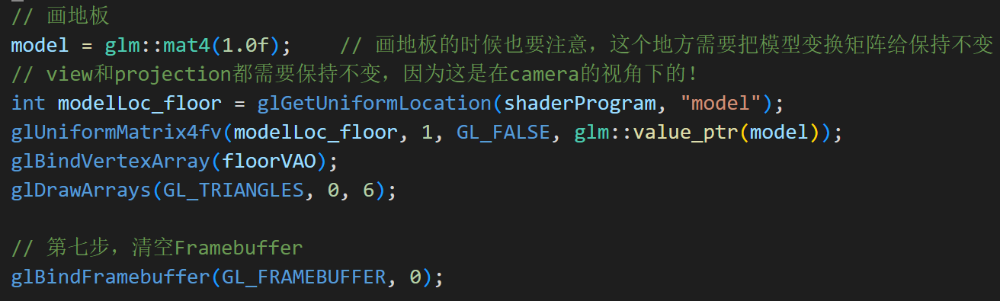 // 画地板
model = glm::mat4(1.0f);    // 画地板的时候也要注意，这个地方需要把模型变换矩阵给保持不变
// view和projection都需要保持不变，因为这是在camera的视角下的！
int modelLoc_floor = glGetUniformLocation(shaderProgram, "model");
glUniformMatrix4fv(modelLoc_floor, 1, GL_FALSE, glm::value_ptr(model));
glBindVertexArray(floorVAO);
glDrawArrays(GL_TRIANGLES, 0, 6);
// 第七步，清空Framebuffer
glBindFramebuffer(GL_FRAMEBUFFER, 0);